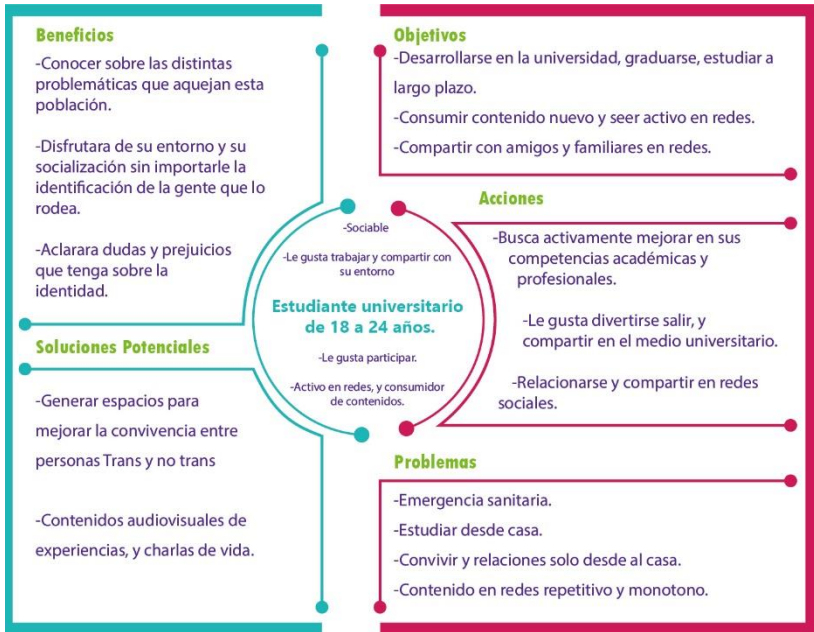 Beneficios
-Conocer sobre las distintas
problemáticas que aquejan esta
población.
-Disfrutara de su entorno y su
socialización sin importarle la
identificación de la gente que lo
rodea.
-Aclarara dudas y prejuicios
que tenga sobre la
identidad.
Soluciones Potenciales
-Generar espacios para
mejorar la convivencia entre
personas Trans y no trans
-Contenidos audiovisuales de
experiencias, y charlas de vida.
-Sociable
-Le gusta trabajar y compartir con
su entorno
Estudiante universitario
de 18 a 24 años.
-Le gusta participar.
-Activo en redes, y consumidor
de contenidos.
Objetivos
-Desarrollarse en la universidad, graduarse, estudiar a
largo plazo.
-Consumir contenido nuevo y seer activo en redes.
-Compartir con amigos y familiares en redes.
Acciones
-Busca activamente mejorar en sus
competencias académicas y
profesionales.
-Le gusta divertirse salir, y
compartir en el medio universitario.
-Relacionarse y compartir en redes
sociales.
Problemas
-Emergencia sanitaria.
-Estudiar desde casa.
-Convivir y relaciones solo desde al casa.
-Contenido en redes repetitivo y monotono.